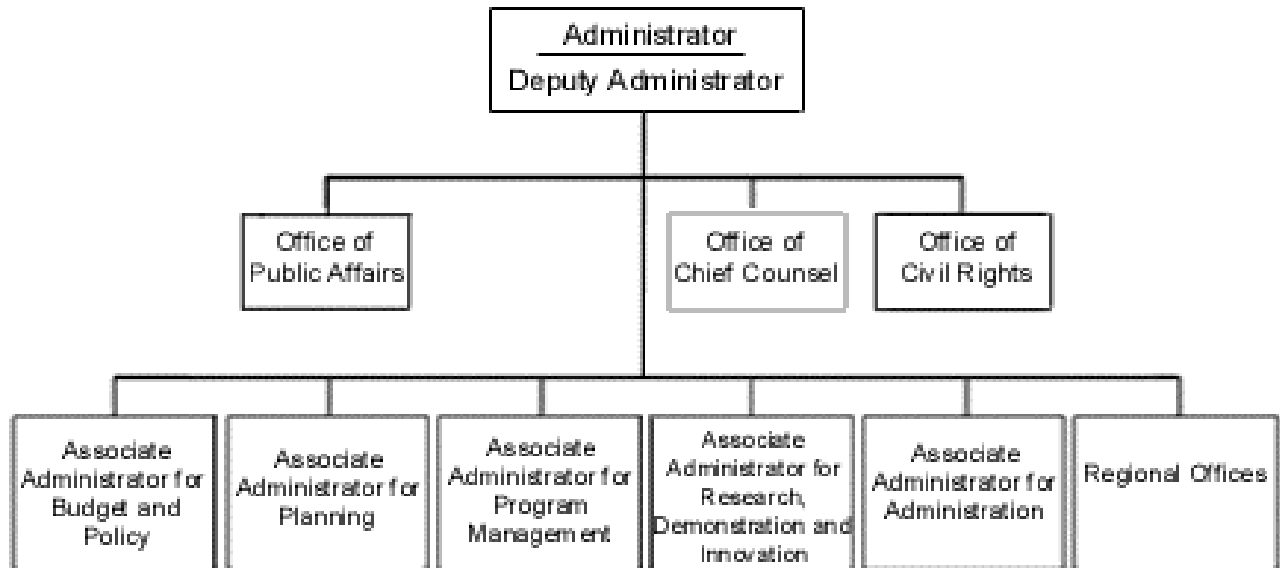 Administrator
Deputy Administrator
Office of
Public Affairs
Office of
Chief Counsel
Office of
Civil Rights
Associate
Administrator for
Budget and
Policy
Associate
Administrator for
Planning
Associate
Administrator for
Program
Management
Associate
Administrator for
Research,
Demonstration and
Innovation
Associate
Administrator for
Administration
Regional Offices